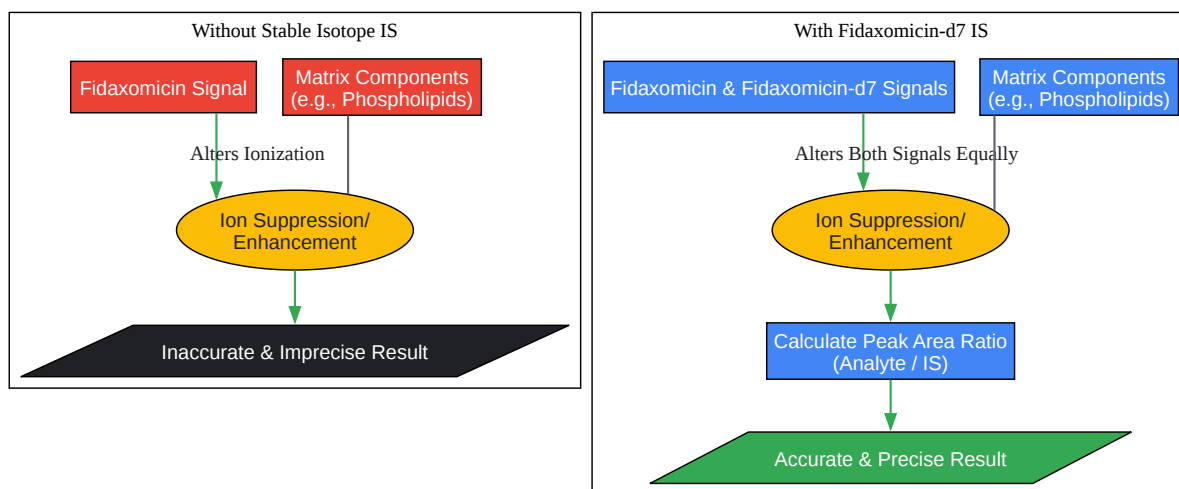 Without Stable Isotope IS
Fidaxomicin Signal
Matrix Components
(e.g., Phospholipids)
Alters Ionization
Ion Suppression/
Enhancement
Inaccurate & Imprecise Result
With Fidaxomicin-d7 IS
Fidaxomicin & Fidaxomicin-d7 Signals
Matrix Components
(e.g., Phospholipids)
Alters Both Signals Equally
Ion Suppression/
Enhancement
Calculate Peak Area Ratio
(Analyte / IS)
Accurate & Precise Result